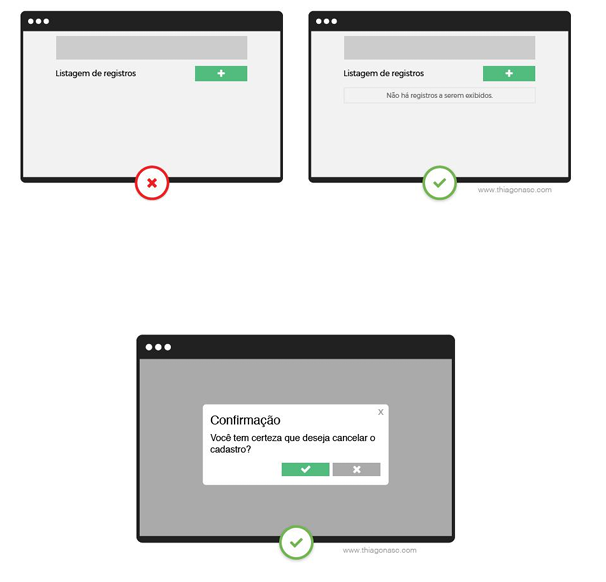 Listagem de registros
Listagem de registros
Não há registros a serem exibidos.
www.thiagonasc.com
Confirmação
X
Você tem certeza que deseja cancelar o
cadastro?
www.thiagonasc.com